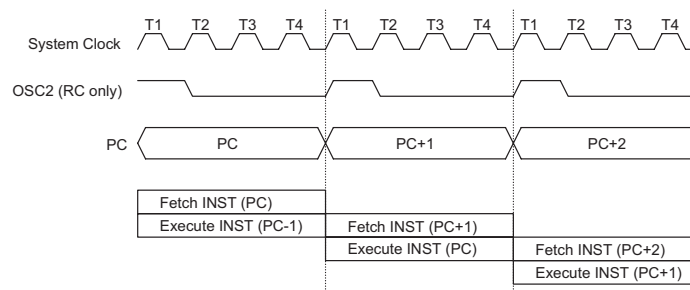 T1 T2 T3 T4 T1 T2 T3 T4 T1 T2 T3 T4
System Clock
OSC2 (RC only)
PC PC PC+1 PC+2
Fetch INST (PC)
Execute INST (PC-1) Fetch INST (PC+1)
Execute INST (PC) Fetch INST (PC+2)
Execute INST (PC+1)